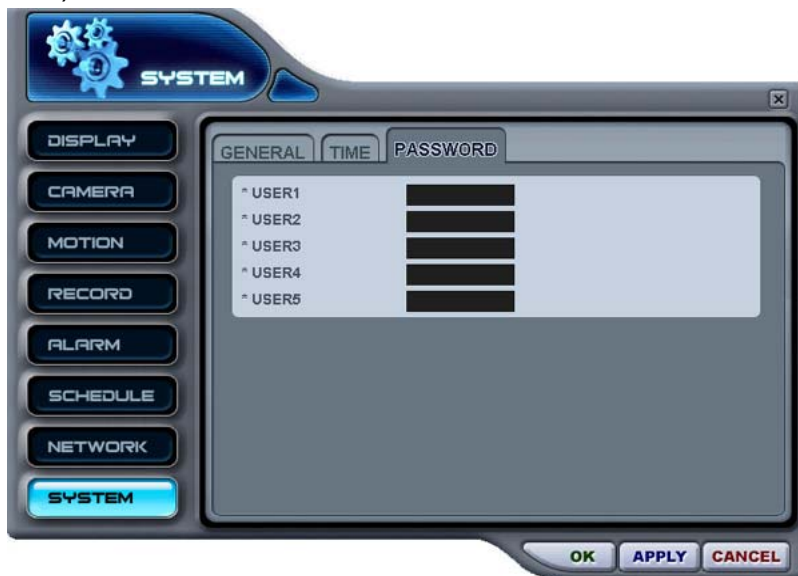 SYSTEM
DISPLAY
CAMERA
MOTION
RECORD
ALARM
SCHEDULE
NETWORK
SYSTEM
GENERAL TIME PASSWORD
* USER1
* USER2
* USER3
* USER4
* USER5
OK APPLY CANCEL